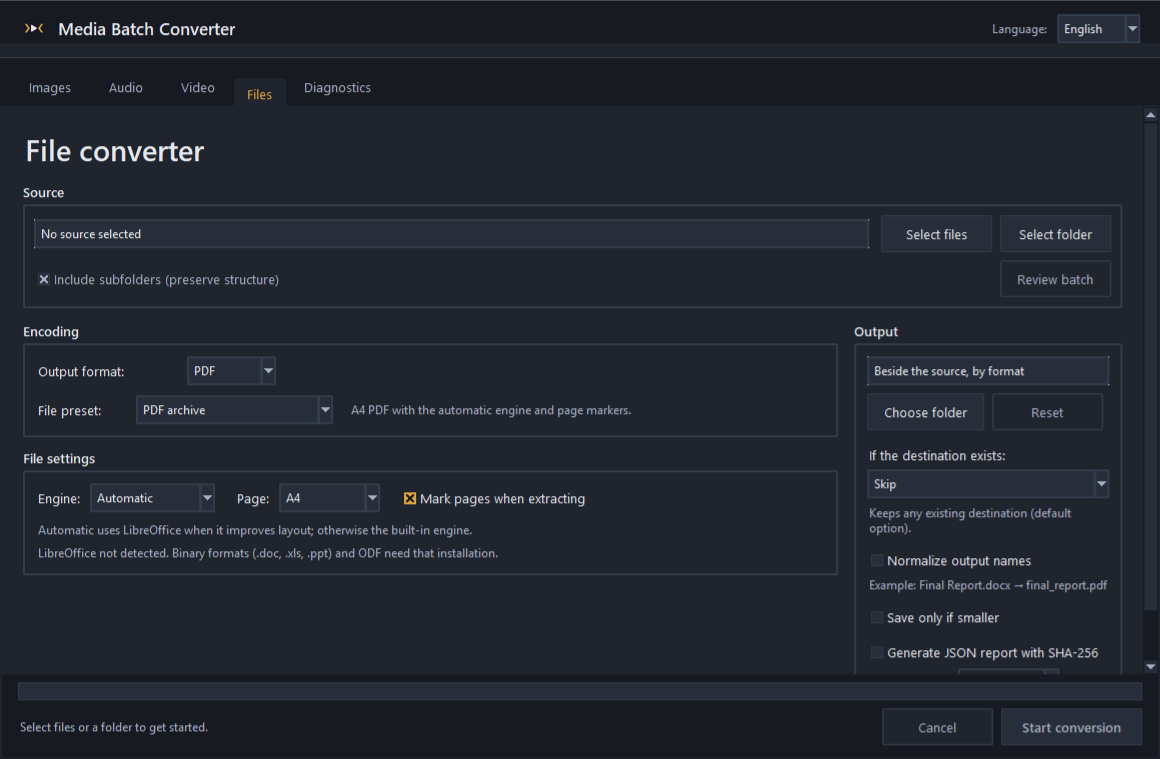 Media Batch Converter
Language: English
Images Audio Video Files Diagnostics
File converter
Source
No source selected
Select files
Select folder
Include subfolders (preserve structure)
Review batch
Encoding
Output format: PDF
File preset: PDF archive A4 PDF with the automatic engine and page markers.
File settings
Engine: Automatic Page: A4 Mark pages when extracting
Automatic uses LibreOffice when it improves layout; otherwise the built-in engine.
LibreOffice not detected. Binary formats (.doc, .xls, .ppt) and ODF need that installation.
Output
Beside the source, by format
Choose folder
Reset
If the destination exists:
Skip
Keeps any existing destination (default
option).
Normalize output names
Example: Final Report.docx → final_report.pdf
Save only if smaller
Generate JSON report with SHA-256
Select files or a folder to get started.
Cancel
Start conversion